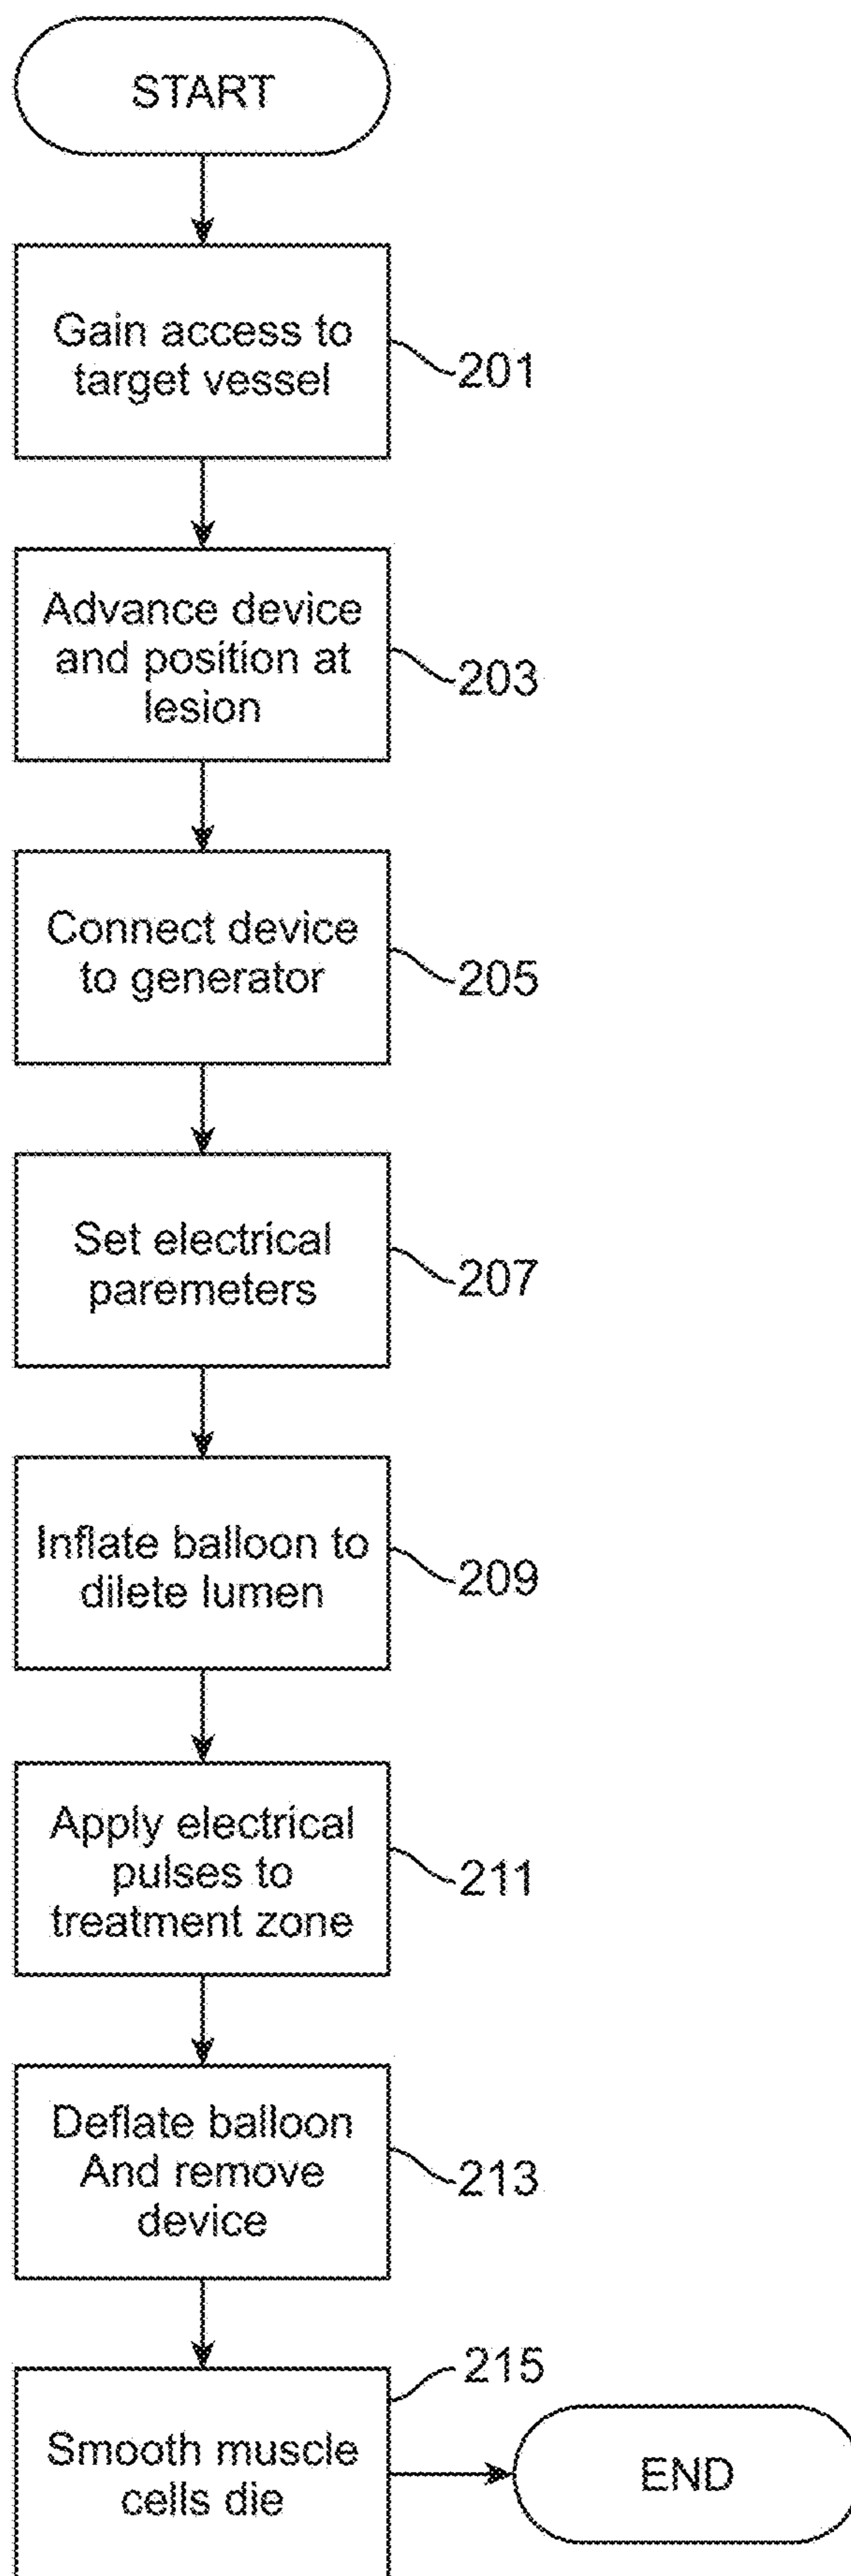 START
Gain access to
target vessel
201
Advance device
and position at
lesion
203
Connect device
to generator
205
Set electrical
paremeters
207
Inflate balloon to
dilete lumen
209
Apply electrical
pulses to
treatment zone
211
Deflate balloon
And remove
device
213
215
Smooth muscle
cells die
END